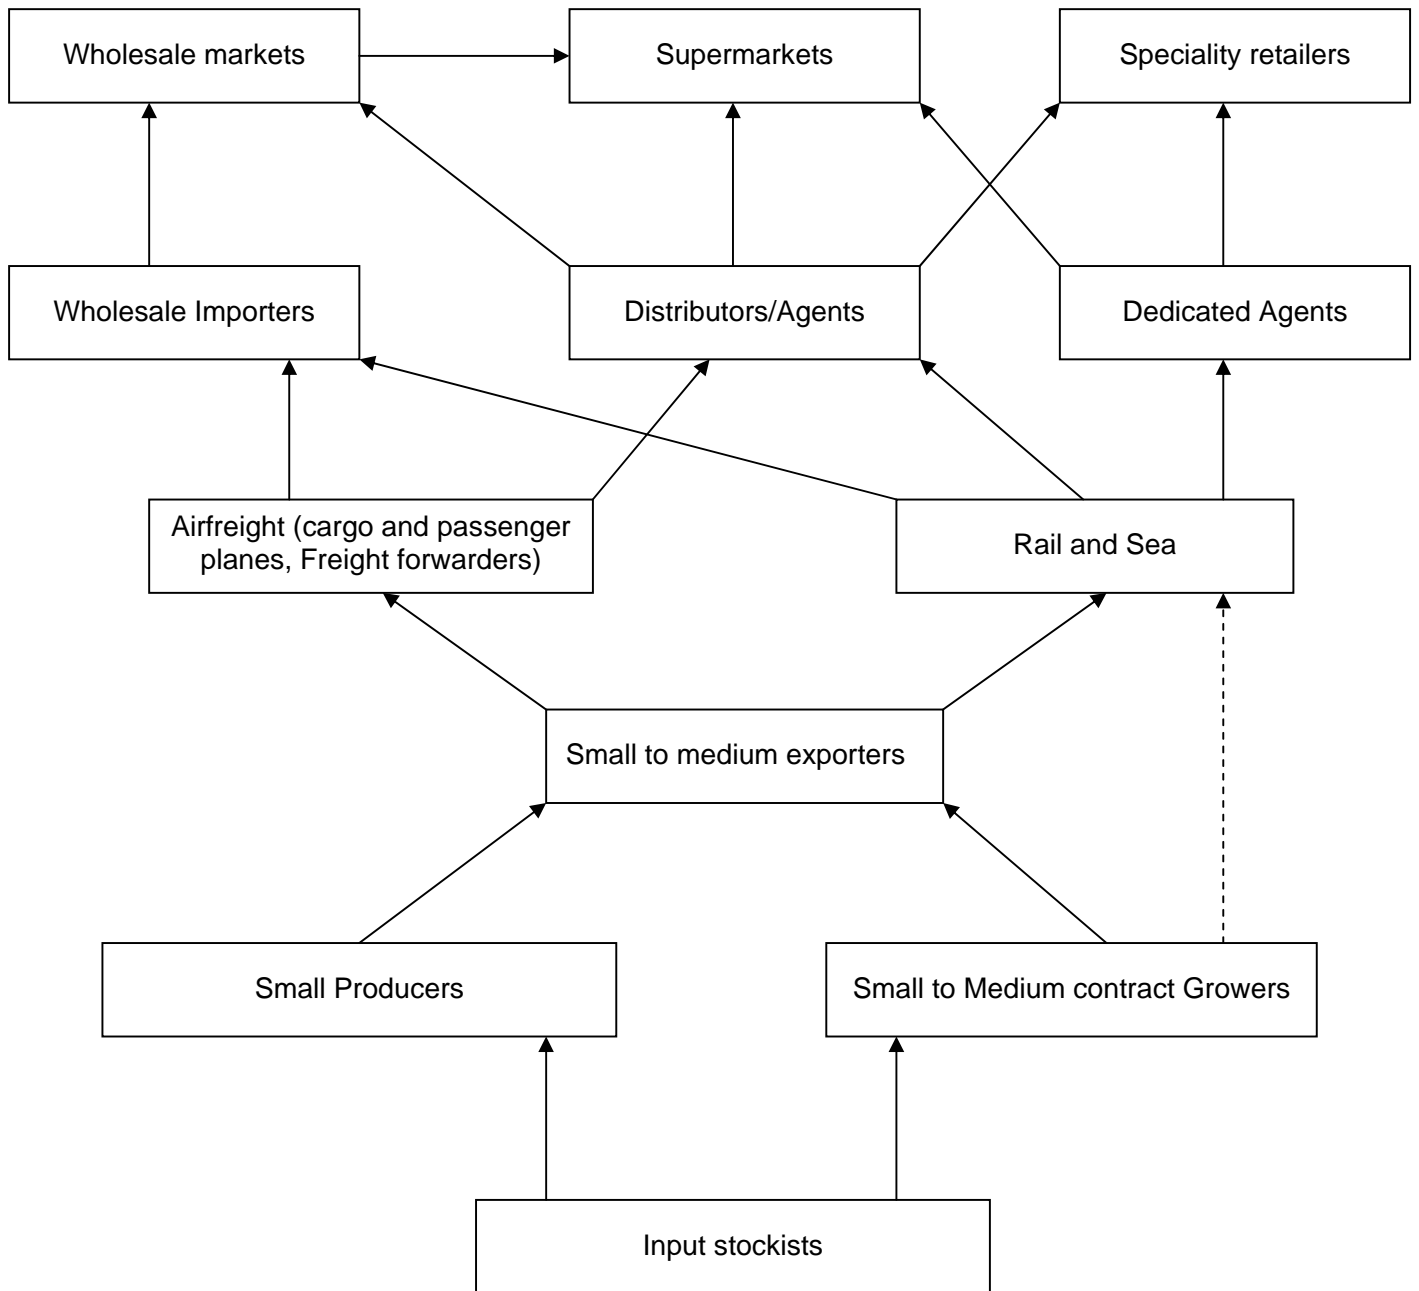 Wholesale markets
Supermarkets
Speciality retailers
Wholesale Importers
Distributors/Agents
Dedicated Agents
Airfreight (cargo and passenger
planes, Freight forwarders)
Rail and Sea
Small to medium exporters
Small Producers
Small to Medium contract Growers
Input stockists